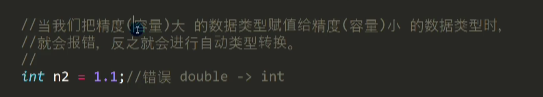 //当我们把精度(容量)大 的数据类型赋值给精度(容量)小 的数据类型时，
//就会报错，反之就会进行自动类型转换。
//
int n2 = 1.1;//错误 double -> int